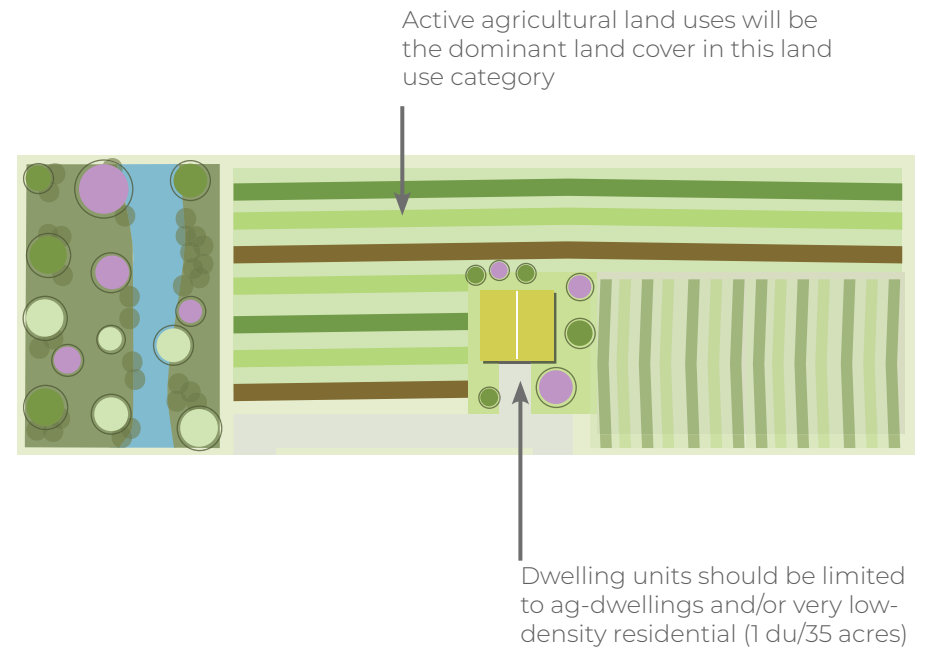 Active agricultural land uses will be
the dominant land cover in this land
use category
Dwelling units should be limited
to ag-dwellings and/or very low-
density residential (1 du/35 acres)